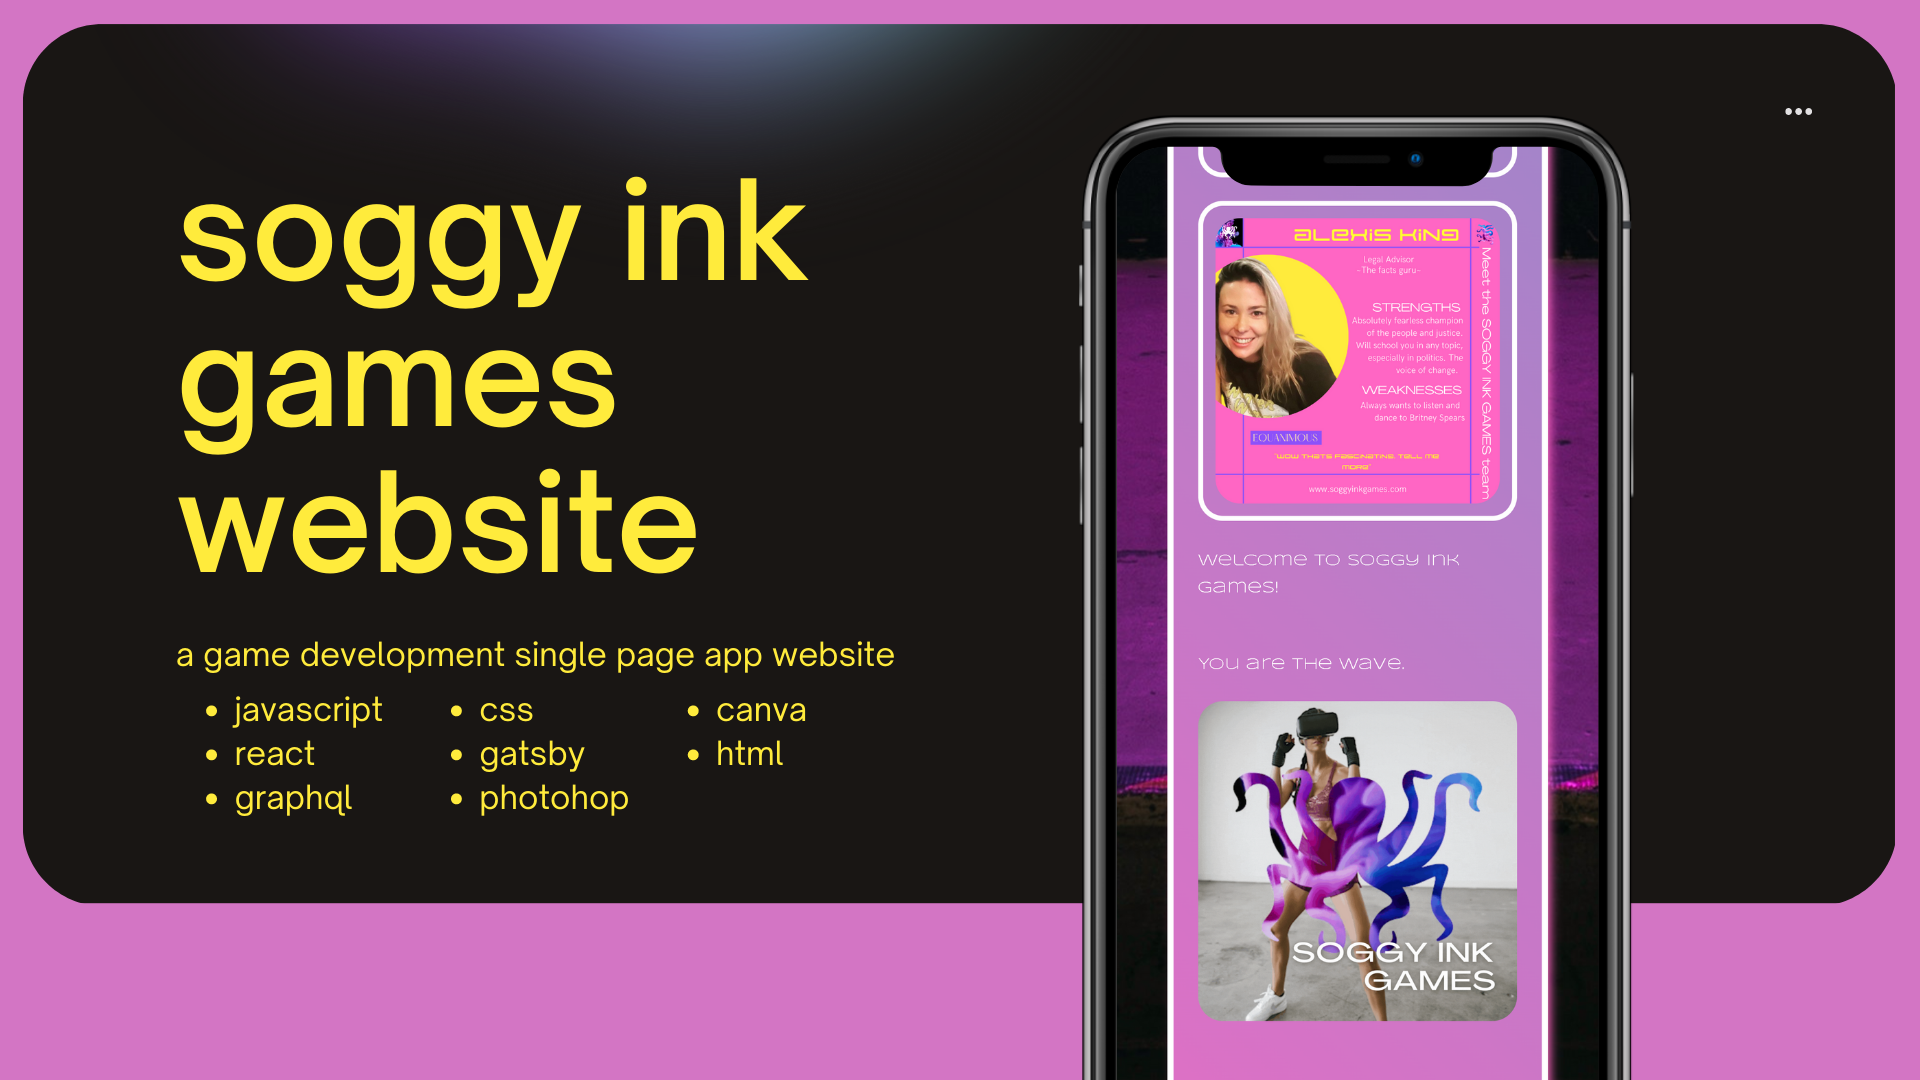 soggy ink
games
website
a game development single page app website
javascript
react
graphql
css
gatsby
photohop
canva
html
ALEXIS KING
Legal Advisor
~The facts guru~
STRENGTHS
Absolutely fearless champion
of the people and justice.
Will school you in any topic,
especially in politics. The
voice of change.
WEAKNESSES
Always wants to listen and
dance to Britney Spears
EQUANIMOUS
"WOW THAT'S FASCINATING. TELL ME
MORE"
www.soggyinkgames.com
Meet the SOGGY INK GAMES team
Welcome to Soggy Ink
Games!
You are the wave.
SOGGY INK
GAMES